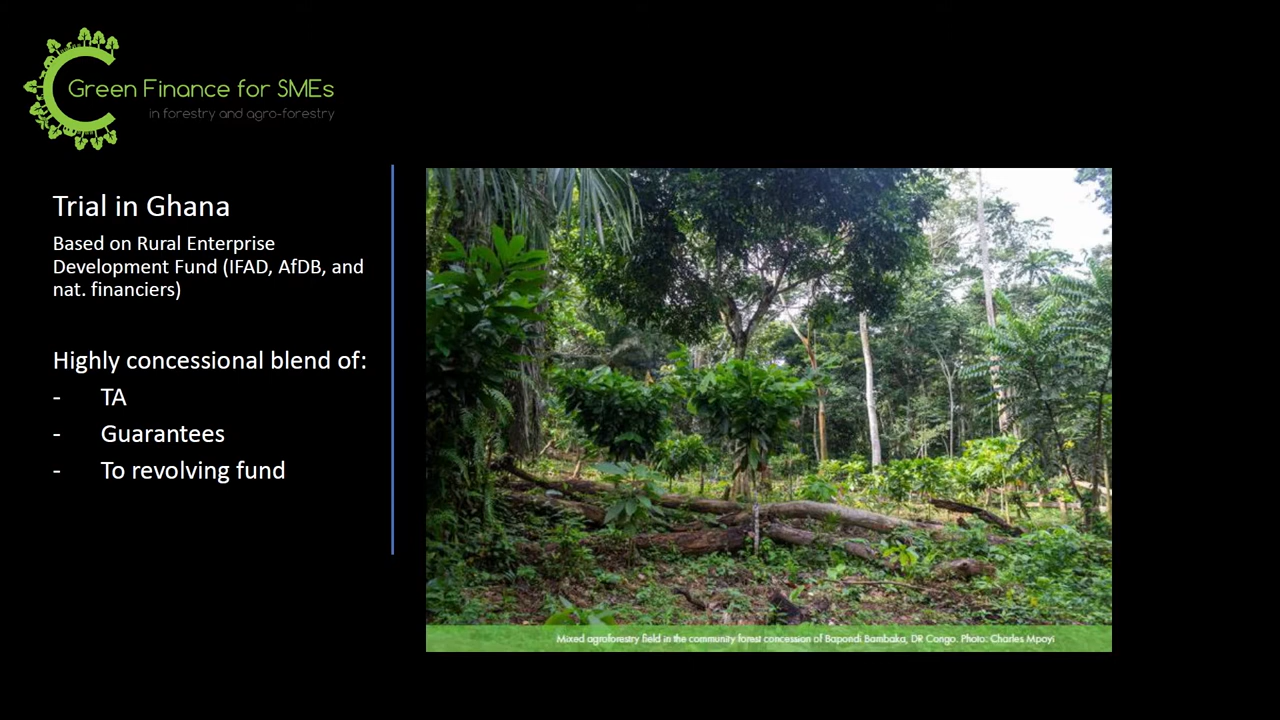 Green Finance for SMEs
in forestry and agro-forestry
Trial in Ghana
Based on Rural Enterprise
Development Fund (IFAD, AfDB, and
nat. financiers)
Highly concessional blend of:
- TA
- Guarantees
- To revolving fund
Mixed agroforestry field in the community forest concession of Bapondi Bambaka, DR Congo. Photo: Charles Mpoyi